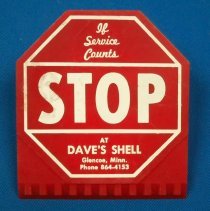 If
Service
Counts
STOP
AT
DAVE'S SHELL
Glencoe, Minn.
Phone 864-4153